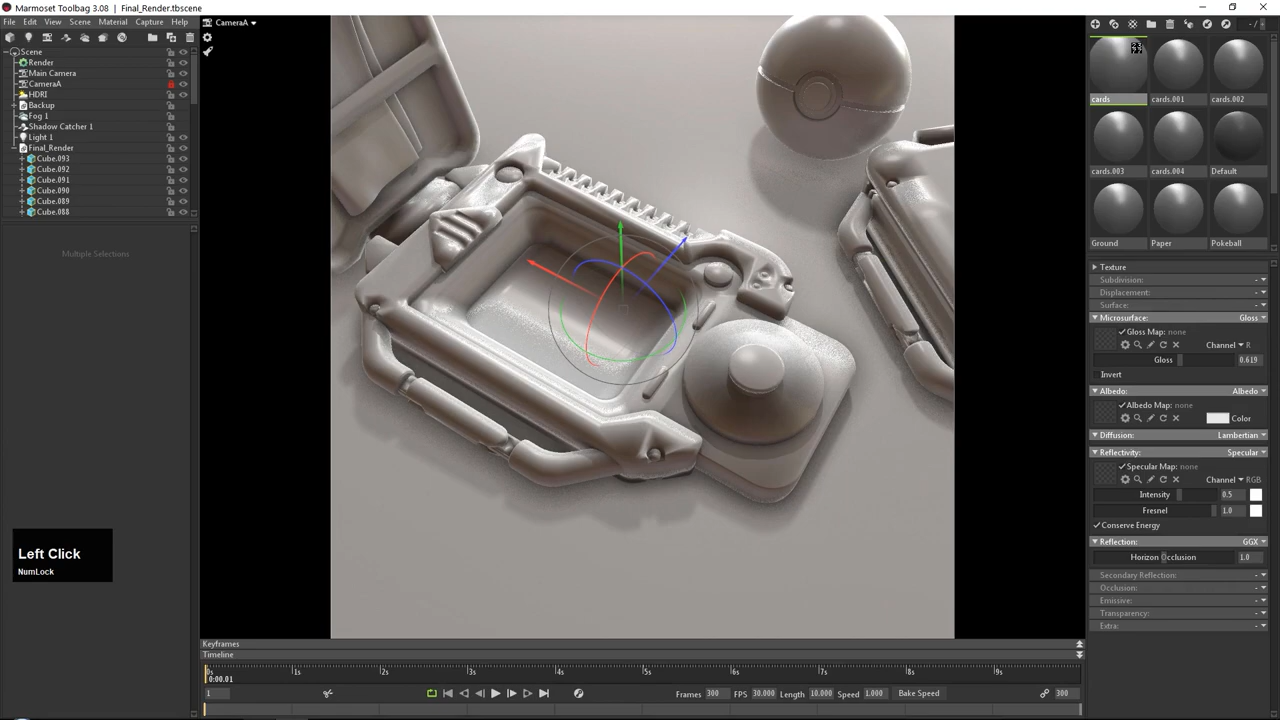 Marmoset Toolbag 3.08 | Final_Render.tbscene
File Edit View Scene Material Capture Help
CameraA
Scene
Render
Main Camera
CameraA
HDRI
Backup
Fog 1
Shadow Catcher 1
Light 1
Final_Render
Cube.093
Cube.092
Cube.091
Cube.090
Cube.089
Cube.088
Multiple Selections
Left Click
NumLock
cards cards.001 cards.002
cards.003 cards.004 Default
Ground Paper Pokeball
Texture
Subdivision:
Displacement:
Surface:
Microsurface: Gloss
Gloss Map: none
Channel R
Gloss 0.619
Invert
Albedo: Albedo
Albedo Map: none
Color
Diffusion: Lambertian
Reflectivity: Specular
Specular Map: none
Channel RGB
Intensity 0.5
Fresnel 1.0
Conserve Energy
Reflection: GGX
Horizon Occlusion 1.0
Secondary Reflection:
Occlusion:
Emissive:
Transparency:
Extra:
Keyframes
Timeline
0s 1s 2s 3s 4s 5s 6s 7s 8s 9s
0:00.01
1 Frames 300 FPS 30.000 Length 10.000 Speed 1.000 Bake Speed 300